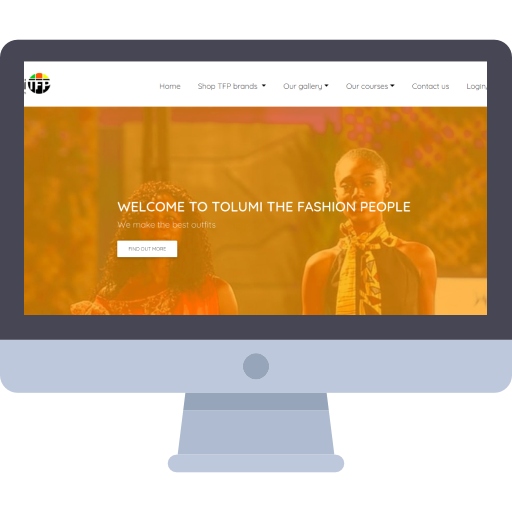 TFP
Home Shop TFP brands Our gallery Our courses Contact us Login/
WELCOME TO TOLUMI THE FASHION PEOPLE
We make the best outfits
FIND OUT MORE